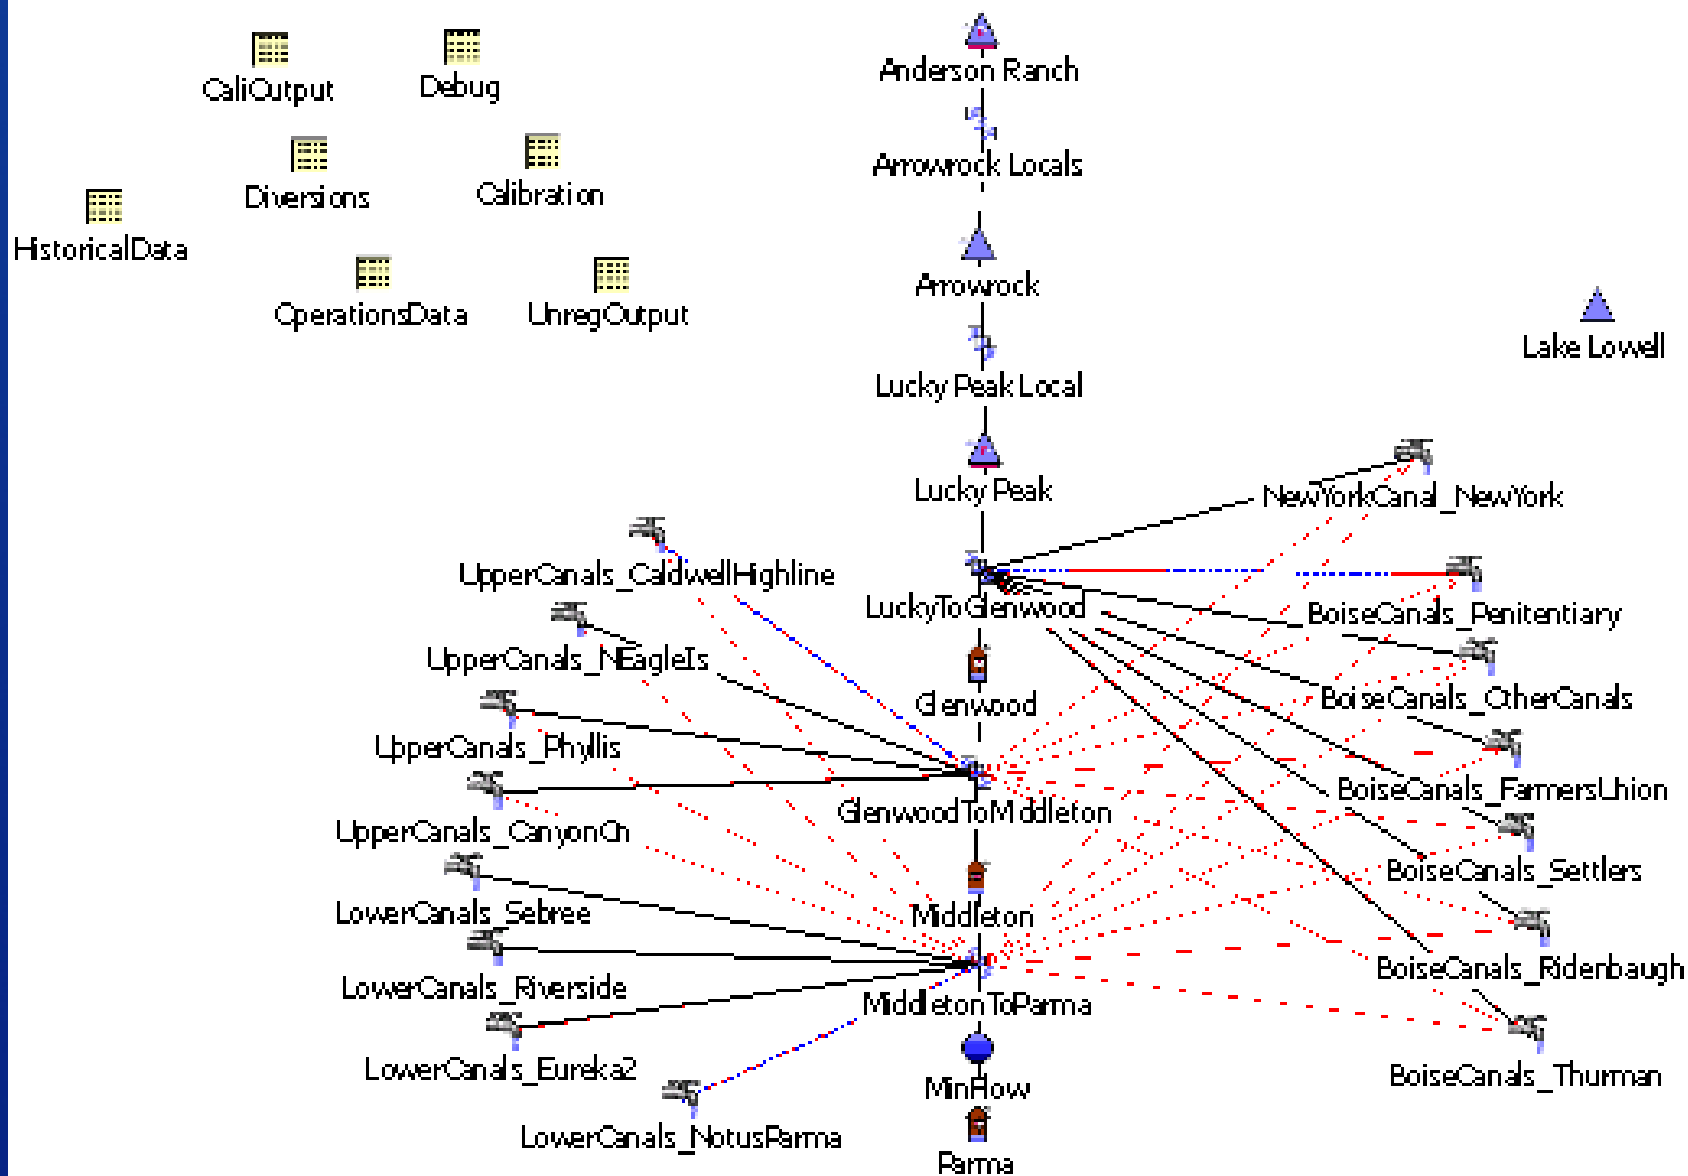 Anderson Ranch
CaliOutput
Debug
Arrowrock Locals
Diversions
Calibration
HistoricalData
Arrowrock
OperationsData
UnregOutput
Lake Lowell
Lucky Peak Local
Lucky Peak
NewYorkCanal_NewYork
UpperCanals_CaldwellHighline
LuckyToGlenwood
BoiseCanals_Penitentiary
UpperCanals_NEagleIs
Glenwood
BoiseCanals_OtherCanals
UpperCanals_Phyllis
BoiseCanals_FarmersUnion
GlenwoodToMiddleton
UpperCanals_CanyonCh
BoiseCanals_Settlers
LowerCanals_Sebree
Middleton
BoiseCanals_Ridenbaugh
LowerCanals_Riverside
MiddletonToParma
LowerCanals_Eureka2
BoiseCanals_Thurman
MinFlow
LowerCanals_NotusParma
Parma